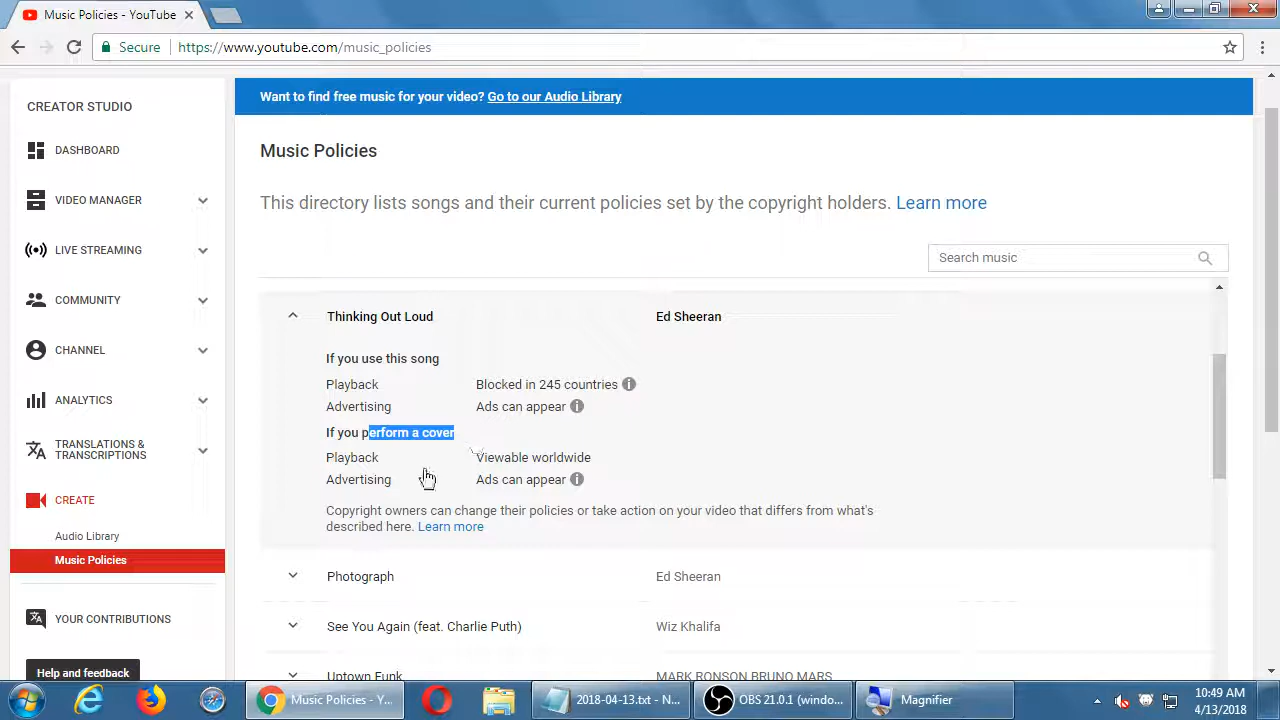 Music Policies - YouTube
Secure
https://www.youtube.com/music_policies
Want to find free music for your video? Go to our Audio Library
CREATOR STUDIO
DASHBOARD
VIDEO MANAGER
LIVE STREAMING
COMMUNITY
CHANNEL
ANALYTICS
TRANSLATIONS &
TRANSCRIPTIONS
CREATE
Audio Library
Music Policies
YOUR CONTRIBUTIONS
Help and feedback
Music Policies
This directory lists songs and their current policies set by the copyright holders. Learn more
Search music
Thinking Out Loud Ed Sheeran
If you use this song
Playback Blocked in 245 countries
Advertising Ads can appear
If you perform a cover
Playback Viewable worldwide
Advertising Ads can appear
Copyright owners can change their policies or take action on your video that differs from what's
described here. Learn more
Photograph Ed Sheeran
See You Again (feat. Charlie Puth) Wiz Khalifa
Uptown Funk MARK RONSON BRUNO MARS
Music Policies - Y...
2018-04-13.txt - N...
OBS 21.0.1 (windo...
Magnifier
10:49 AM
4/13/2018